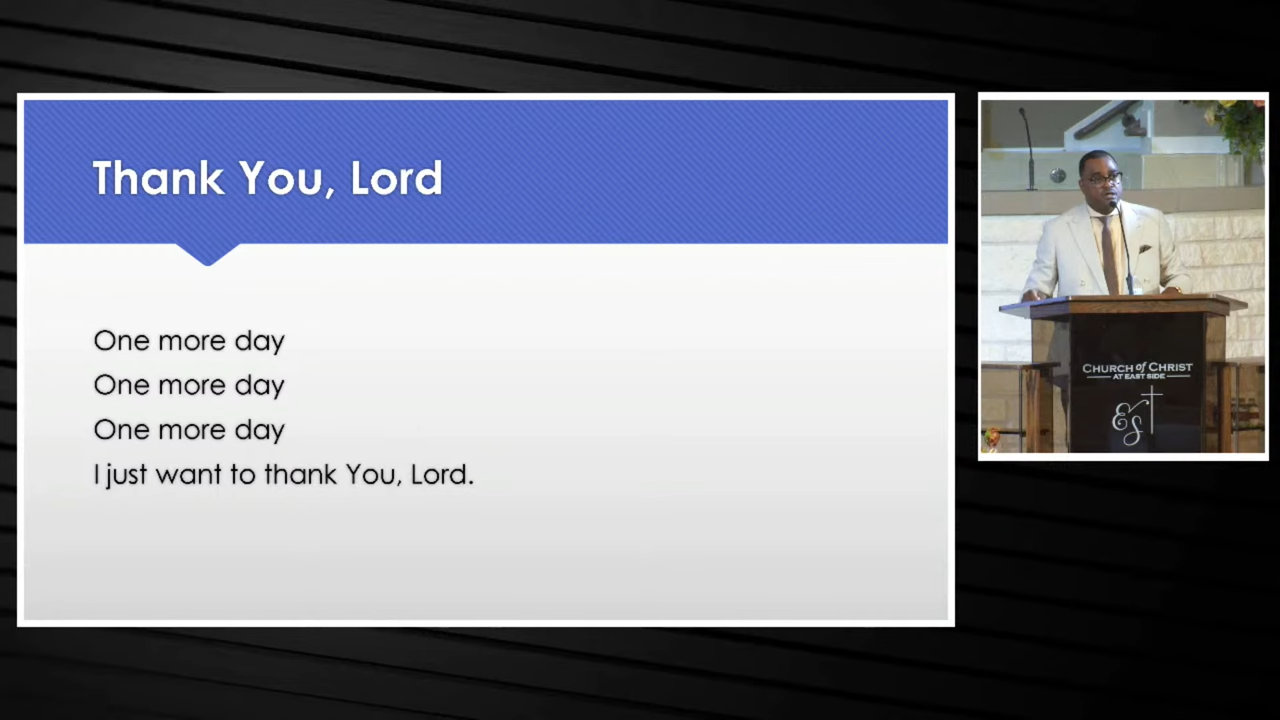 Thank You, Lord
One more day
One more day
One more day
I just want to thank You, Lord.
CHURCH of CHRIST
AT EAST SIDE
EST